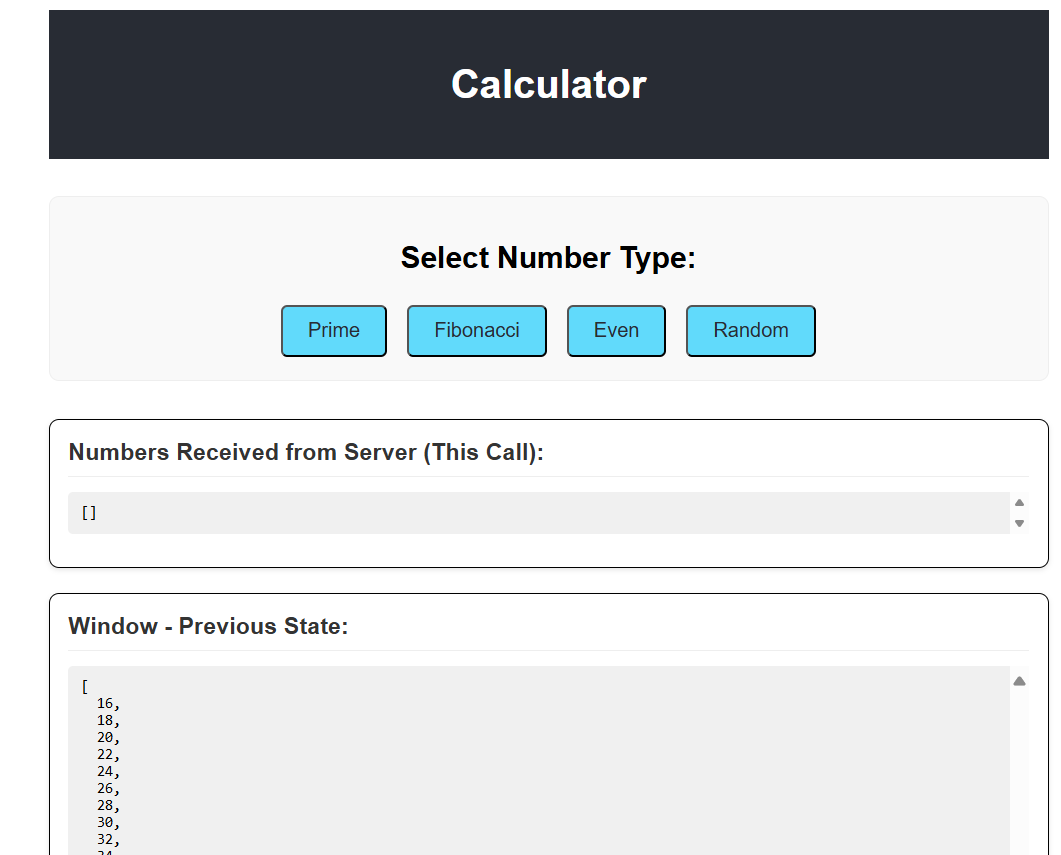 Calculator
Select Number Type:
Prime Fibonacci Even Random
Numbers Received from Server (This Call):
[]
Window - Previous State:
[
16,
18,
20,
22,
24,
26,
28,
30,
32,
34